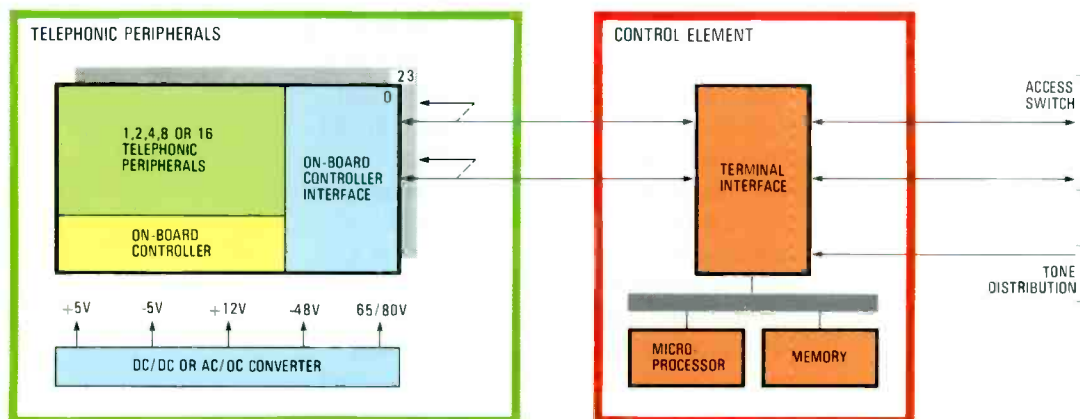 TELEPHONIC PERIPHERALS
23
0
1,2,4,8 OR 16
TELEPHONIC
PERIPHERALS
ON-BOARD
CONTROLLER
INTERFACE
ON-BOARD
CONTROLLER
+5V
-5V
+12V
-48V
65/80V
DC/DC OR AC/DC CONVERTER
CONTROL ELEMENT
TERMINAL
INTERFACE
MICRO-
PROCESSOR
MEMORY
ACCESS
SWITCH
TONE
DISTRIBUTION